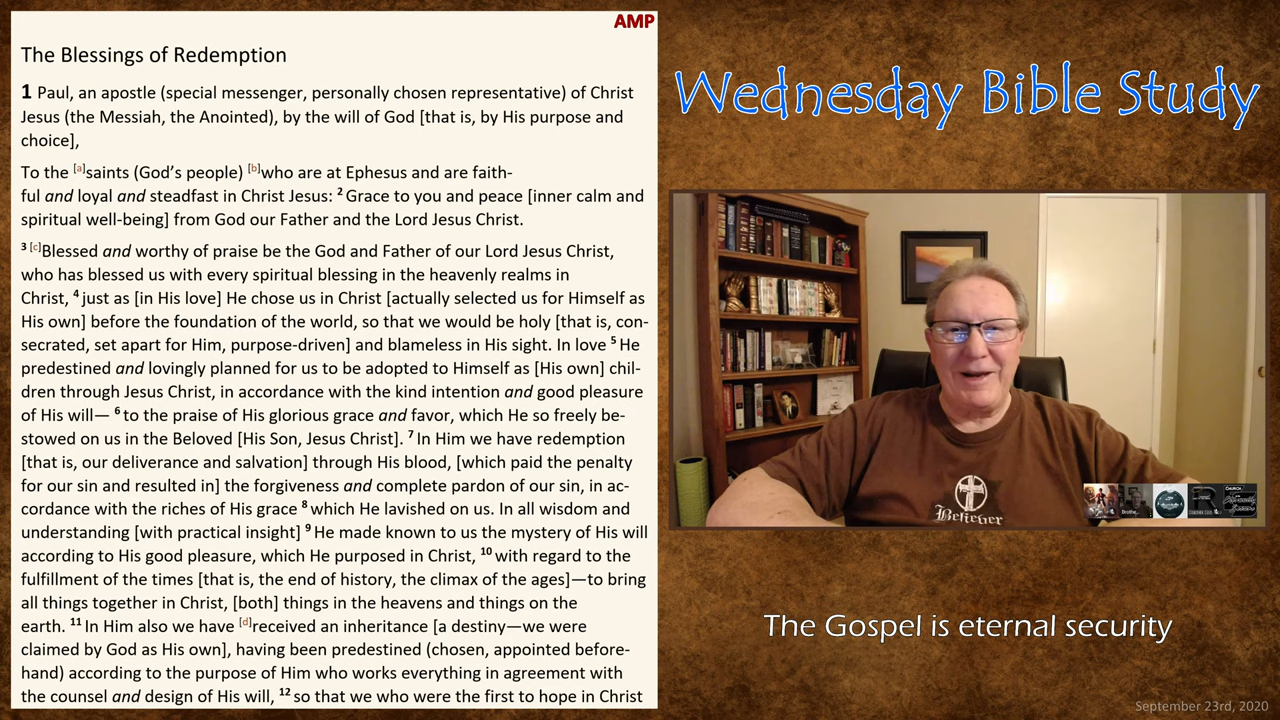 AMP
The Blessings of Redemption
1 Paul, an apostle (special messenger, personally chosen representative) of Christ
Jesus (the Messiah, the Anointed), by the will of God [that is, by His purpose and
choice],
To the [a]saints (God’s people) [b]who are at Ephesus and are faith-
ful and loyal and steadfast in Christ Jesus: 2 Grace to you and peace [inner calm and
spiritual well-being] from God our Father and the Lord Jesus Christ.
3 [c]Blessed and worthy of praise be the God and Father of our Lord Jesus Christ,
who has blessed us with every spiritual blessing in the heavenly realms in
Christ, 4 just as [in His love] He chose us in Christ [actually selected us for Himself as
His own] before the foundation of the world, so that we would be holy [that is, con-
secrated, set apart for Him, purpose-driven] and blameless in His sight. In love 5 He
predestined and lovingly planned for us to be adopted to Himself as [His own] chil-
dren through Jesus Christ, in accordance with the kind intention and good pleasure
of His will— 6 to the praise of His glorious grace and favor, which He so freely be-
stowed on us in the Beloved [His Son, Jesus Christ]. 7 In Him we have redemption
[that is, our deliverance and salvation] through His blood, [which paid the penalty
for our sin and resulted in] the forgiveness and complete pardon of our sin, in ac-
cordance with the riches of His grace 8 which He lavished on us. In all wisdom and
understanding [with practical insight] 9 He made known to us the mystery of His will
according to His good pleasure, which He purposed in Christ, 10 with regard to the
fulfillment of the times [that is, the end of history, the climax of the ages]—to bring
all things together in Christ, [both] things in the heavens and things on the
earth. 11 In Him also we have [d]received an inheritance [a destiny—we were
claimed by God as His own], having been predestined (chosen, appointed before-
hand) according to the purpose of Him who works everything in agreement with
the counsel and design of His will, 12 so that we who were the first to hope in Christ
Wednesday Bible Study
Believer
The Gospel is eternal security
September 23rd, 2020